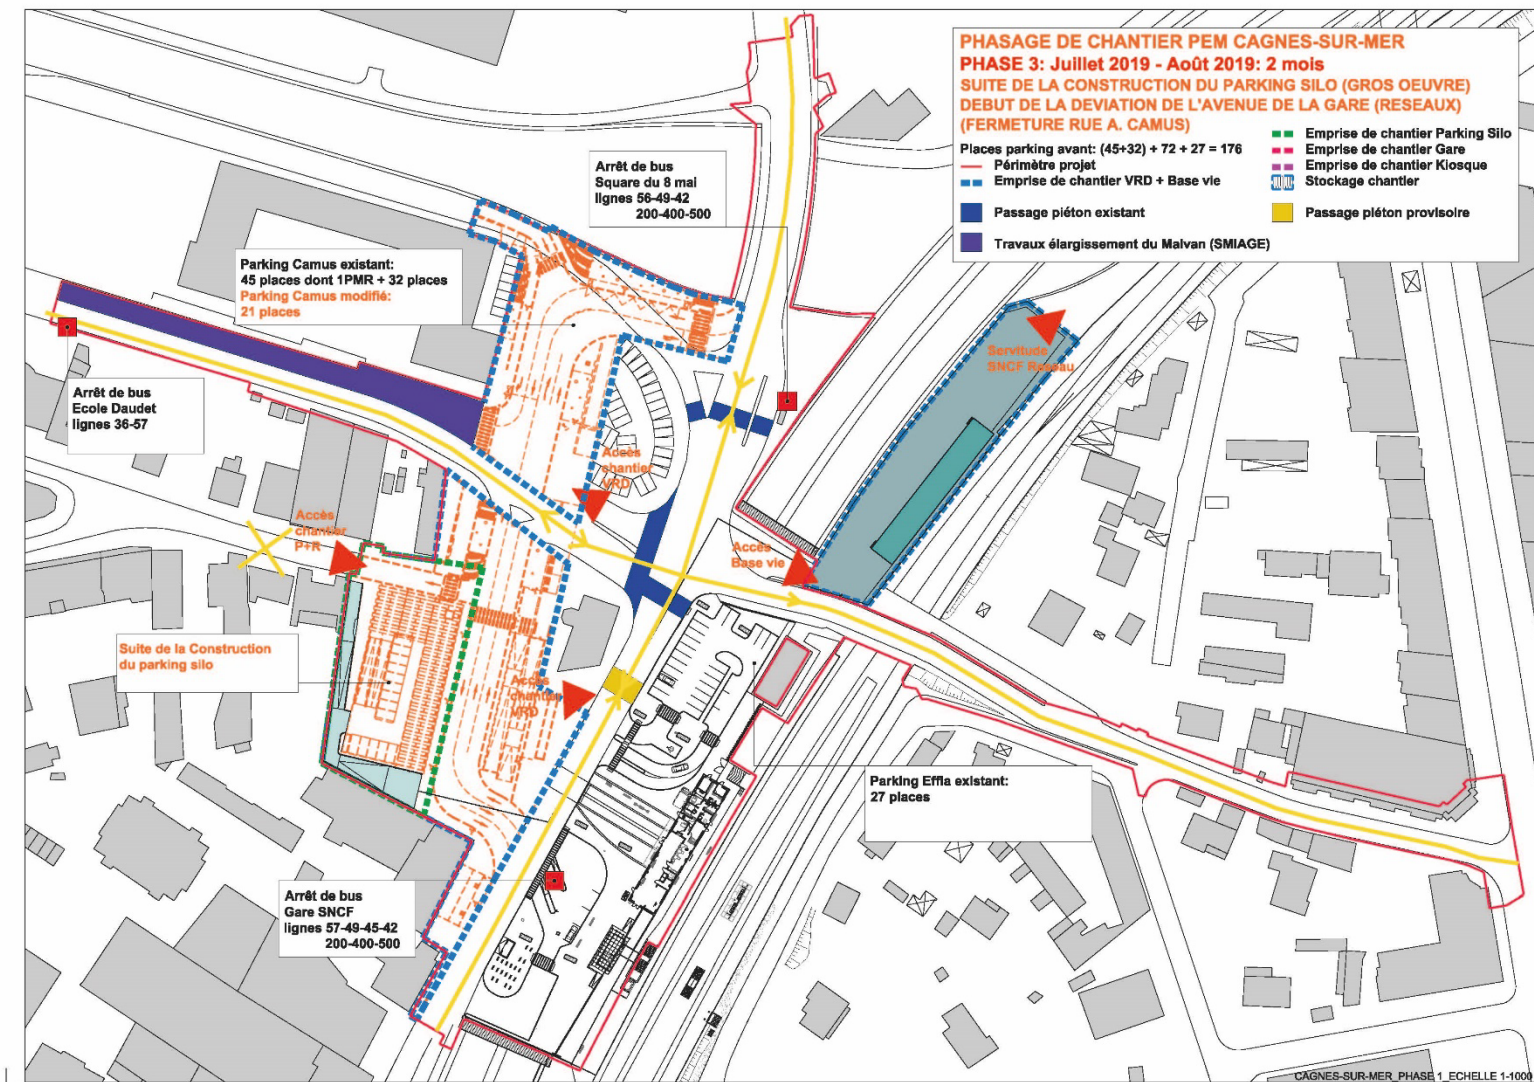 PHASAGE DE CHANTIER PEM CAGNES-SUR-MER
PHASE 3: Juillet 2019 - Août 2019: 2 mois
SUITE DE LA CONSTRUCTION DU PARKING SILO (GROS OEUVRE)
DEBUT DE LA DEVIATION DE L'AVENUE DE LA GARE (RESEAUX)
(FERMETURE RUE A. CAMUS)
Places parking avant: (45+32) + 72 + 27 = 176
Périmètre projet
Emprise de chantier VRD + Base vie
Passage piéton existant
Travaux élargissement du Malvan (SMIAGE)
Emprise de chantier Parking Silo
Emprise de chantier Gare
Emprise de chantier Kiosque
Stockage chantier
Passage piéton provisoire
Arrêt de bus
Square du 8 mai
lignes 56-49-42
200-400-500
Parking Camus existant:
45 places dont 1PMR + 32 places
Parking Camus modifié:
21 places
Servitude
SNCF Réseau
Arrêt de bus
Ecole Daudet
lignes 36-57
Accès
chantier
VRD
Accès
chantier
P+R
Accès
Base vie
Suite de la Construction
du parking silo
Accès
chantier
VRD
Parking Effia existant:
27 places
Arrêt de bus
Gare SNCF
lignes 57-49-45-42
200-400-500
CAGNES-SUR-MER_PHASE 1_ECHELLE 1-1000